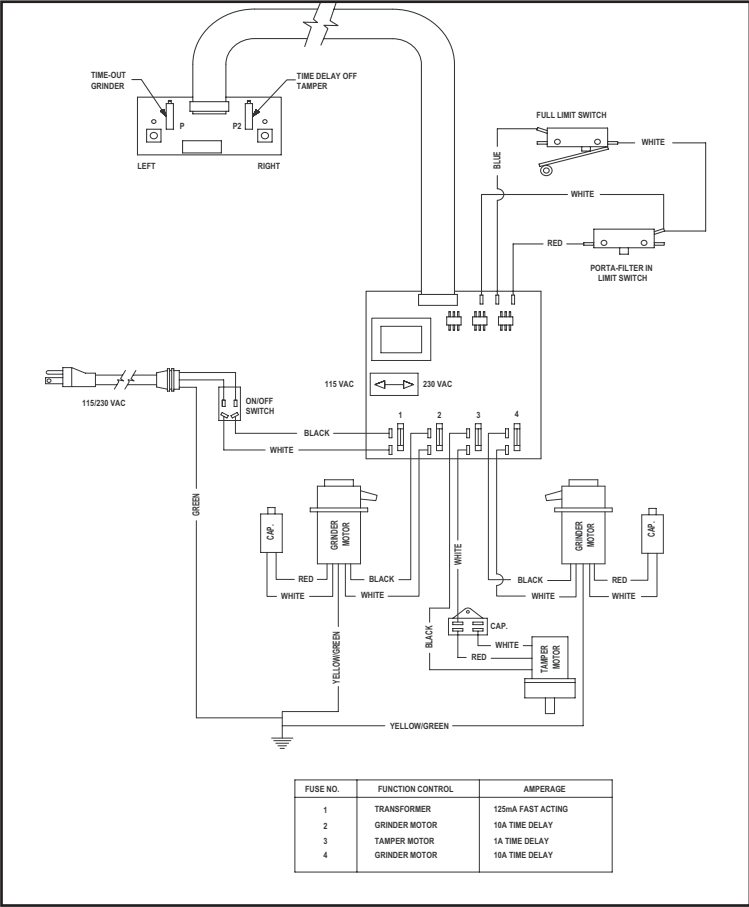 TIME-OUT
GRINDER
TIME DELAY OFF
TAMPER
P
P2
LEFT
RIGHT
FULL LIMIT SWITCH
BLUE
WHITE
WHITE
RED
PORTA-FILTER IN
LIMIT SWITCH
115 VAC
230 VAC
115/230 VAC
ON/OFF
SWITCH
1
2
3
4
BLACK
WHITE
GREEN
CAP.
GRINDER
MOTOR
RED
WHITE
BLACK
WHITE
WHITE
BLACK
GRINDER
MOTOR
CAP.
BLACK
WHITE
RED
WHITE
CAP.
WHITE
RED
TAMPER
MOTOR
YELLOW/GREEN
YELLOW/GREEN
FUSE NO. FUNCTION CONTROL AMPERAGE
1 TRANSFORMER 125mA FAST ACTING
2 GRINDER MOTOR 10A TIME DELAY
3 TAMPER MOTOR 1A TIME DELAY
4 GRINDER MOTOR 10A TIME DELAY